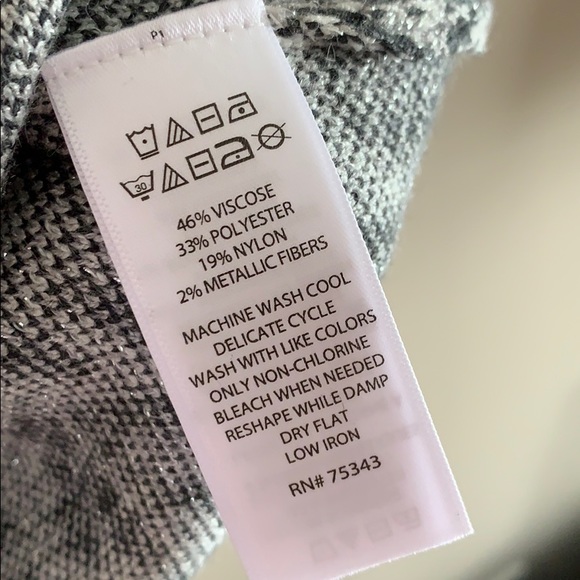 P1
30
46% VISCOSE
33% POLYESTER
19% NYLON
2% METALLIC FIBERS
MACHINE WASH COOL
DELICATE CYCLE
WASH WITH LIKE COLORS
ONLY NON-CHLORINE
BLEACH WHEN NEEDED
RESHAPE WHILE DAMP
DRY FLAT
LOW IRON
RN# 75343